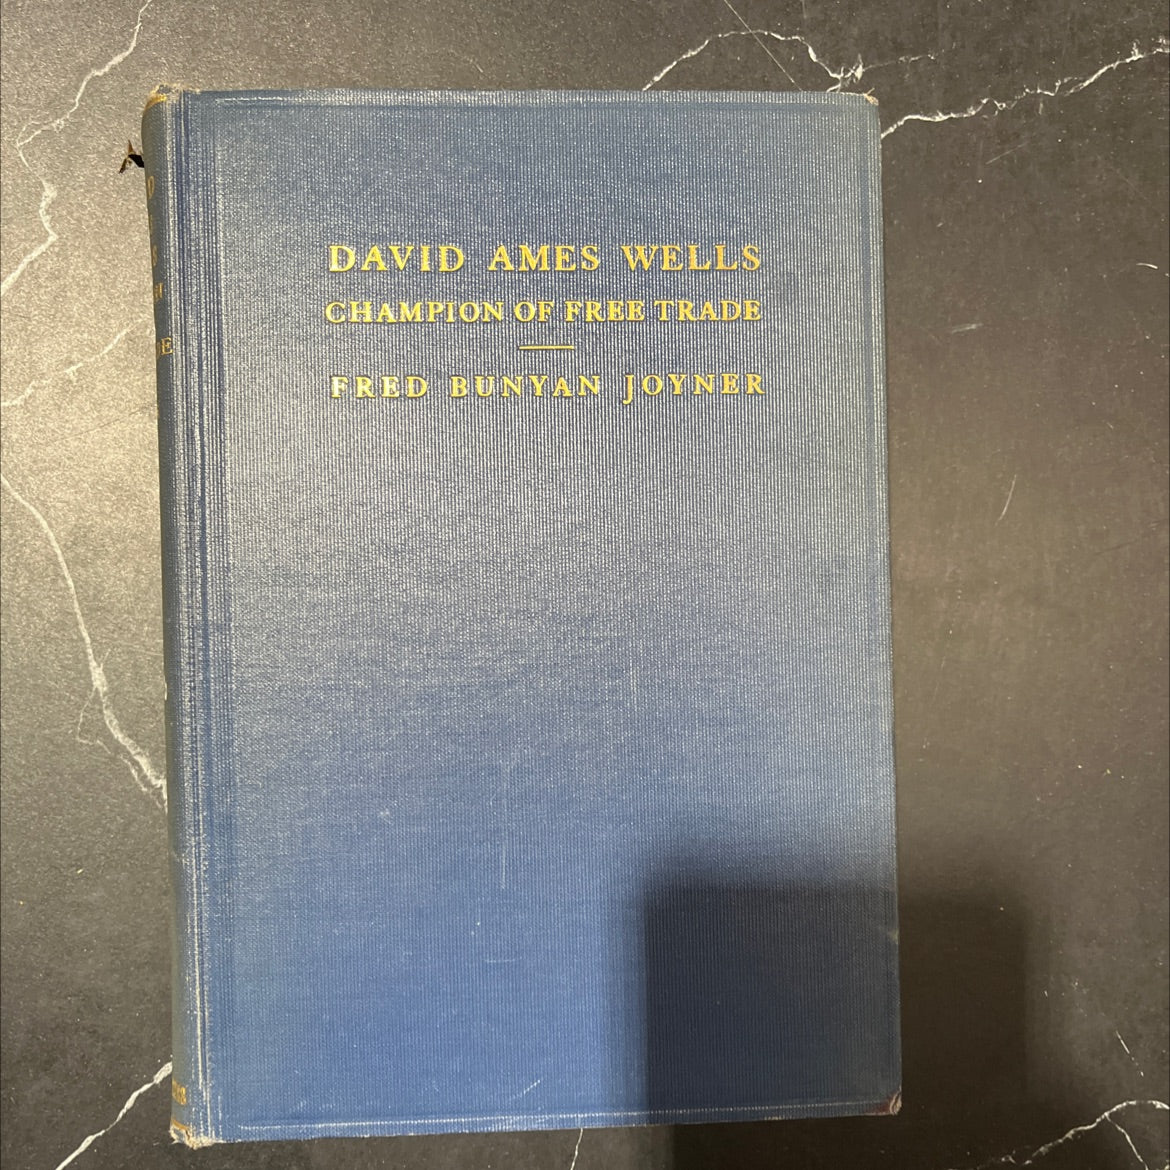 DAVID AMES WELLS
CHAMPION OF FREE TRADE
FRED BUNYAN JOYNER